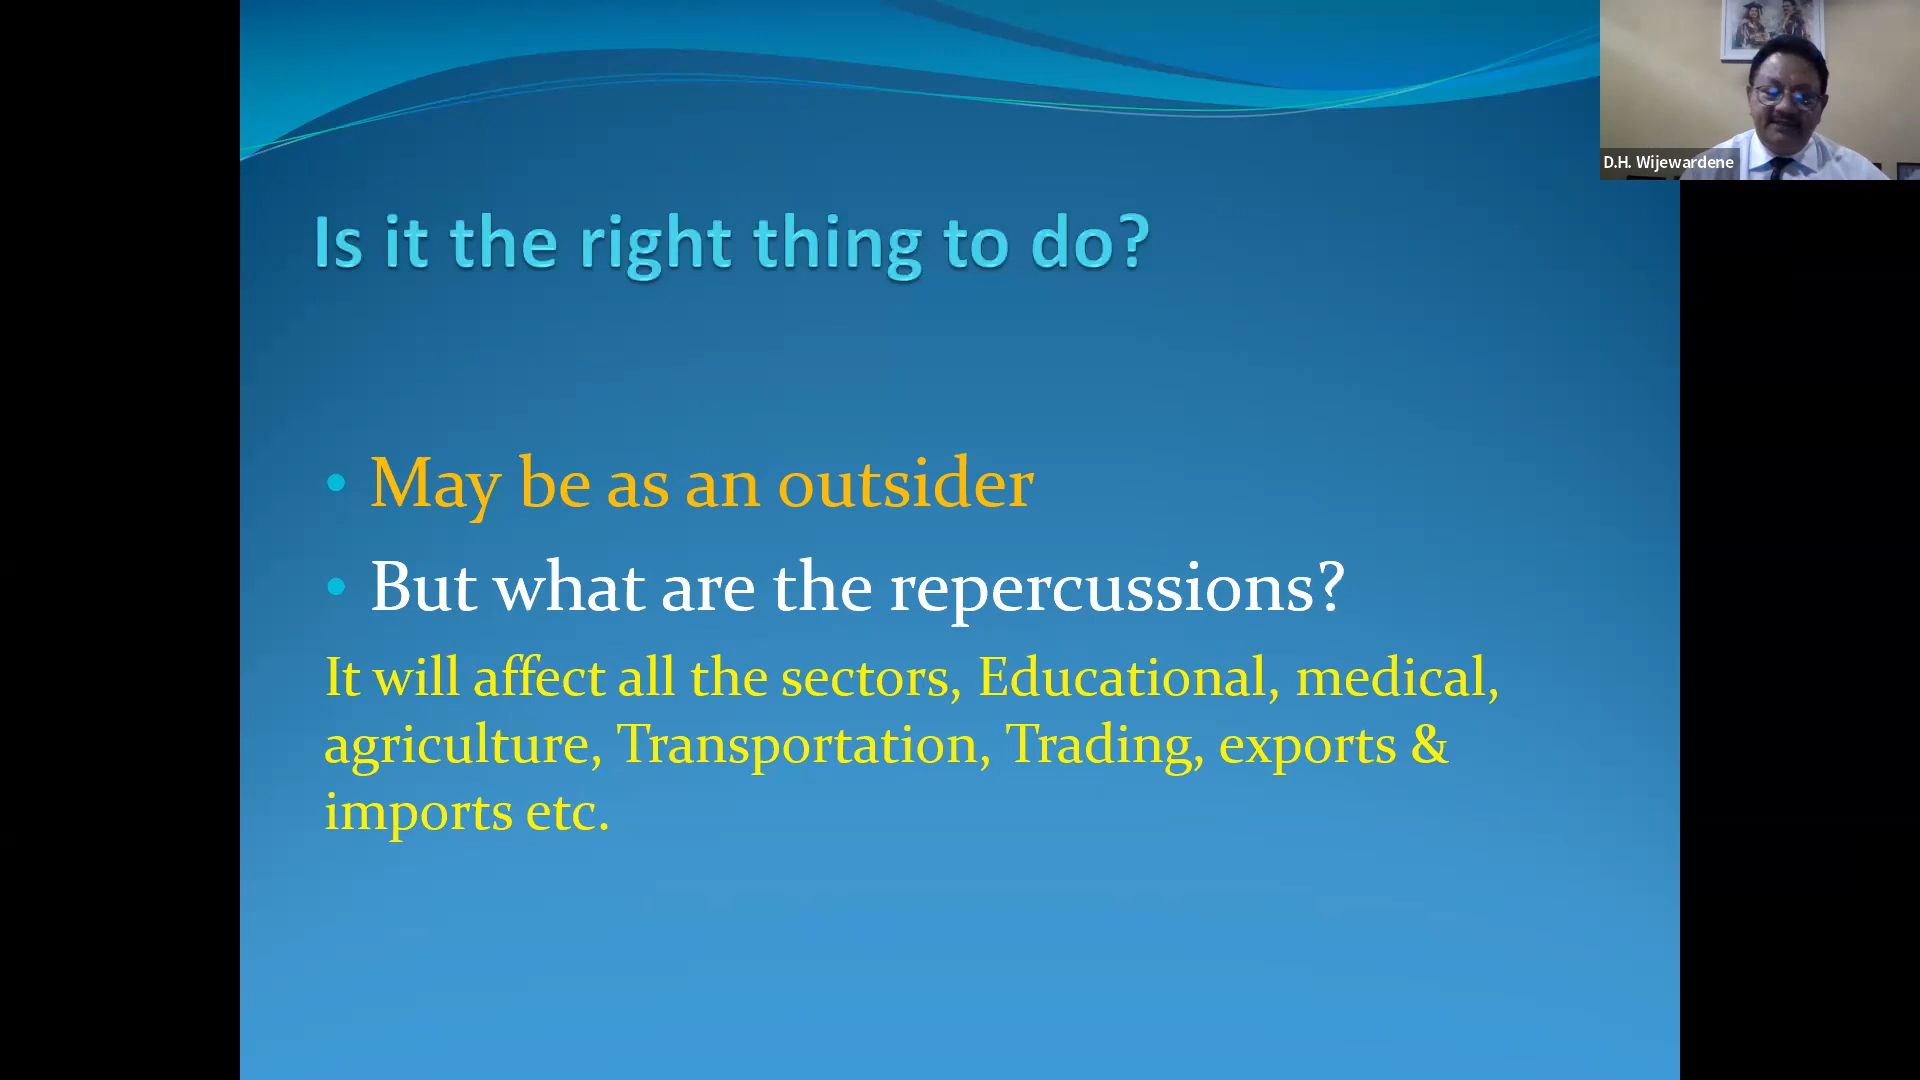 D.H. Wijewardene
Is it the right thing to do?
• May be as an outsider
• But what are the repercussions?
It will affect all the sectors, Educational, medical,
agriculture, Transportation, Trading, exports &
imports etc.